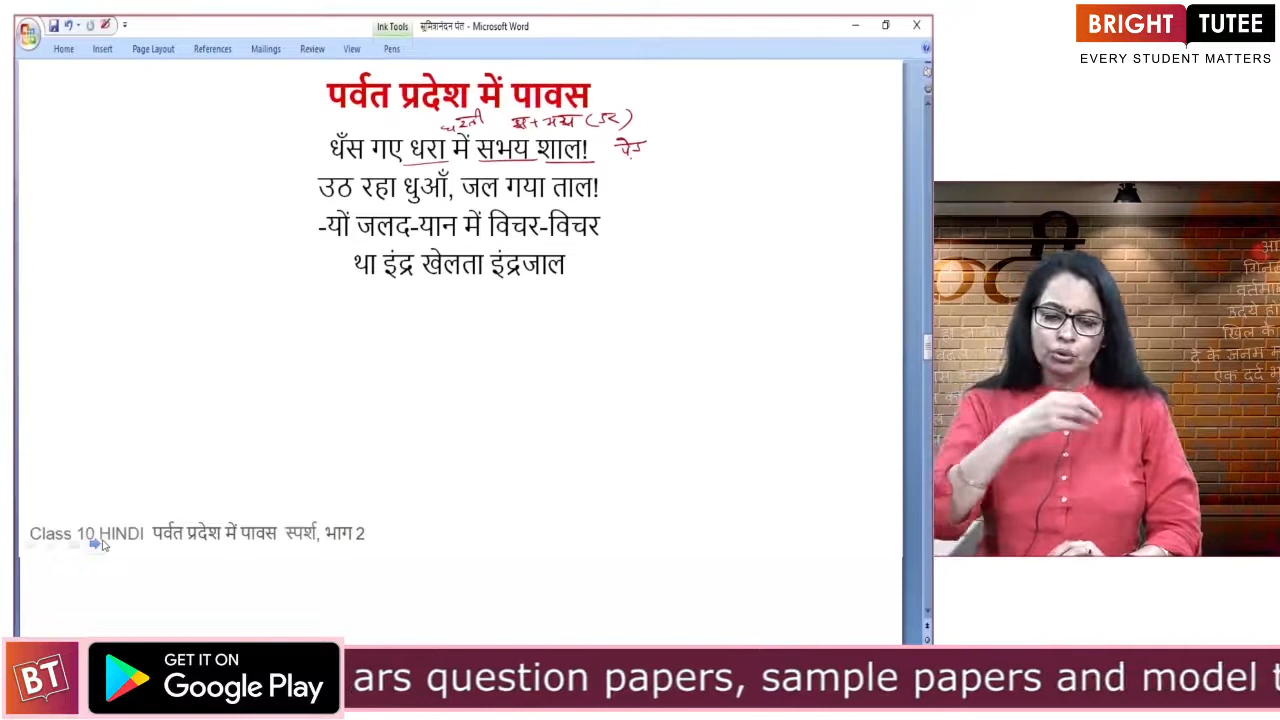 सुमित्रानंदन पंत - Microsoft Word
Ink Tools
Home Insert Page Layout References Mailings Review View Pens
BRIGHT TUTEE
EVERY STUDENT MATTERS
पर्वत प्रदेश में पावस
धरती स + भय (डर)
धँस गए धरा में सभय शाल! पेड़
उठ रहा धुआँ, जल गया ताल!
-यों जलद-यान में विचर-विचर
था इंद्र खेलता इंद्रजाल
Class 10 HINDI पर्वत प्रदेश में पावस स्पर्श, भाग 2
BT
GET IT ON
Google Play
ars question papers, sample papers and model t